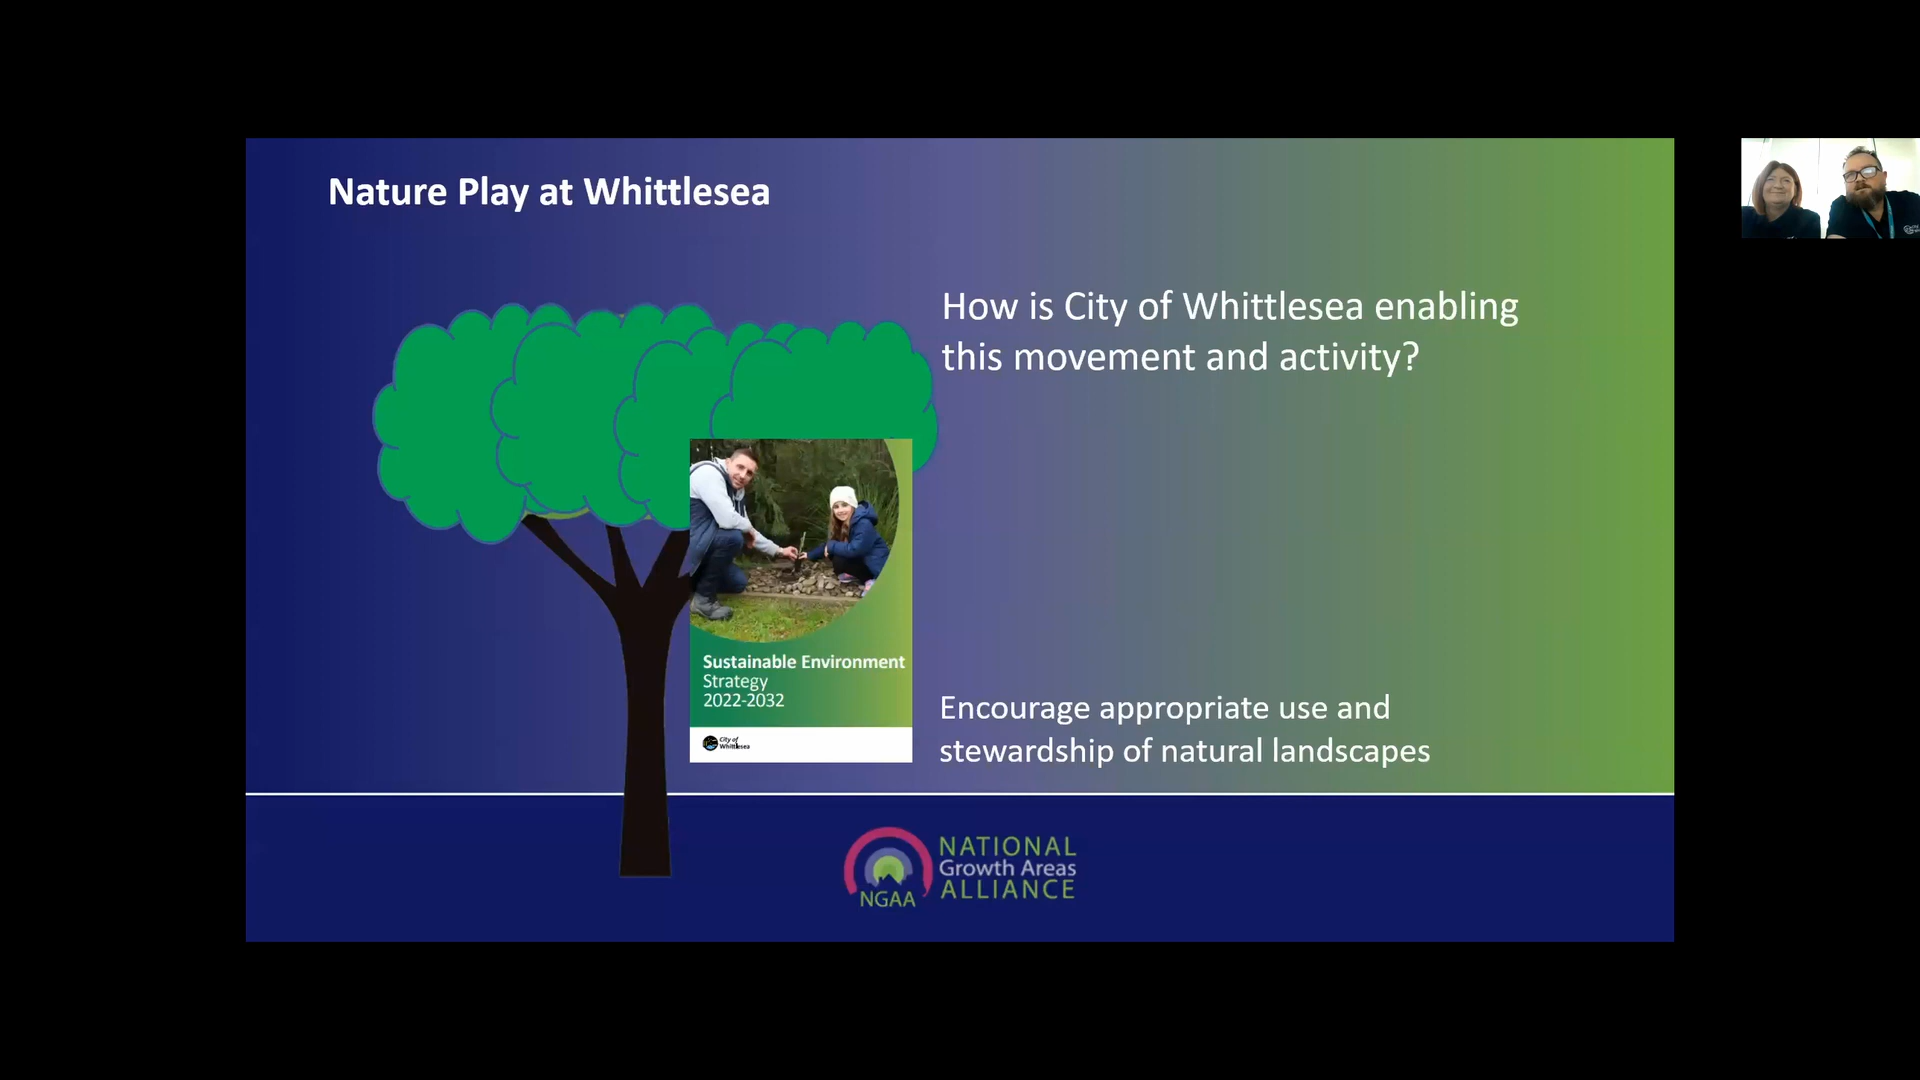 Nature Play at Whittlesea
How is City of Whittlesea enabling
this movement and activity?
Sustainable Environment
Strategy
2022-2032
City of
Whittlesea
Encourage appropriate use and
stewardship of natural landscapes
NATIONAL
Growth Areas
ALLIANCE
NGAA